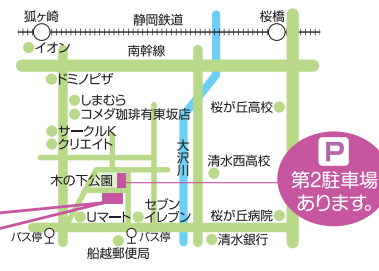 狐ヶ崎
静岡鉄道
桜橋
イオン
南幹線
ドミノピザ
しまむら
コメダ珈琲有東坂店
桜が丘高校
サークルK
クリエイト
大沢川
清水西高校
木の下公園
P
第2駐車場
あります。
Uマート
セブン
イレブン
桜が丘病院
バス停
バス停
清水銀行
船越郵便局